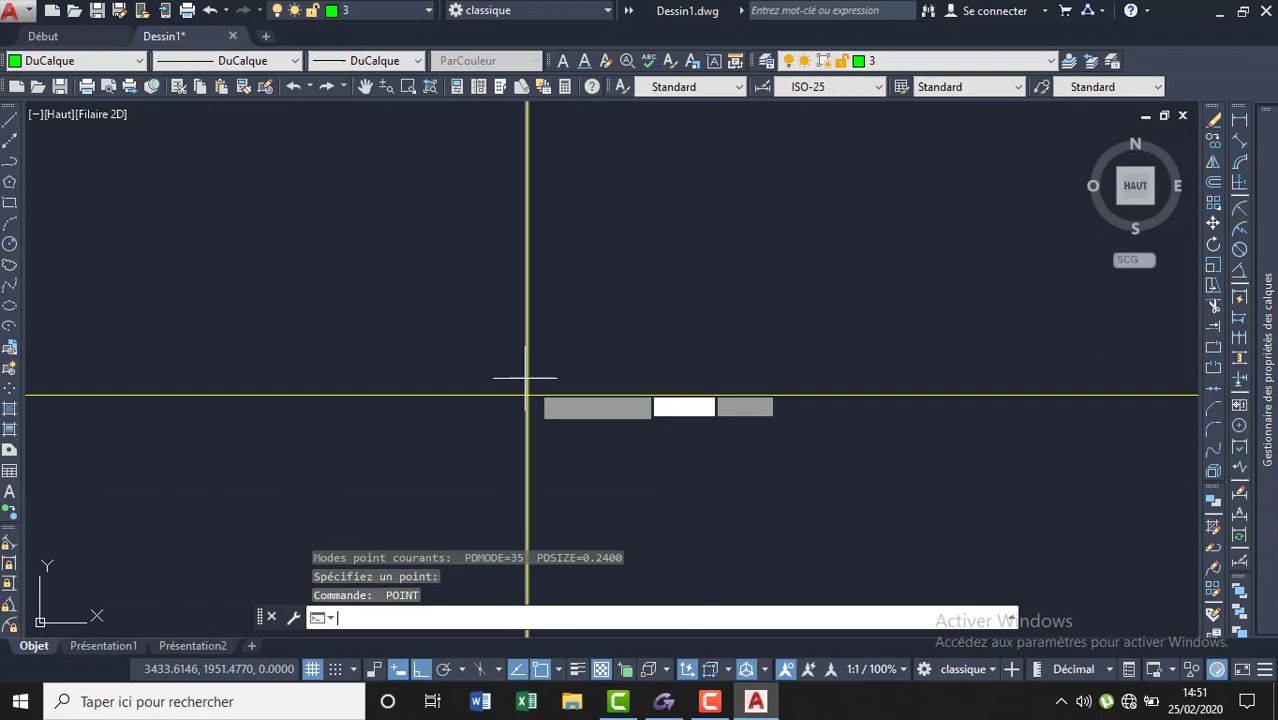 3
classique
Dessin1.dwg
Entrez mot-clé ou expression
Se connecter
Début
Dessin1*
DuCalque
DuCalque
DuCalque
ParCouleur
3
Standard
ISO-25
Standard
Standard
[−][Haut][Filaire 2D]
N
O
HAUT
E
S
SCG
Gestionnaire des propriétés des calques
Modes point courants: PDMODE=35 PDSIZE=0.2400
Spécifiez un point:
Commande: POINT
Y
X
Activer Windows
Accédez aux paramètres pour activer Windows.
Objet
Présentation1
Présentation2
3433.6146, 1951.4770, 0.0000
1:1 / 100%
classique
Décimal
Taper ici pour rechercher
14:51
25/02/2020